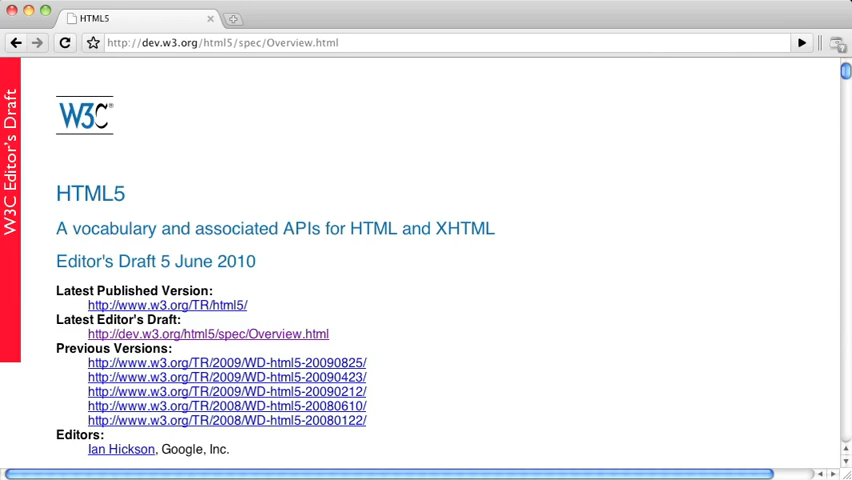 HTML5
http://dev.w3.org/html5/spec/Overview.html
W3C Editor's Draft
W3C®
HTML5
A vocabulary and associated APIs for HTML and XHTML
Editor's Draft 5 June 2010
Latest Published Version:
http://www.w3.org/TR/html5/
Latest Editor's Draft:
http://dev.w3.org/html5/spec/Overview.html
Previous Versions:
http://www.w3.org/TR/2009/WD-html5-20090825/
http://www.w3.org/TR/2009/WD-html5-20090423/
http://www.w3.org/TR/2009/WD-html5-20090212/
http://www.w3.org/TR/2008/WD-html5-20080610/
http://www.w3.org/TR/2008/WD-html5-20080122/
Editors:
Ian Hickson, Google, Inc.